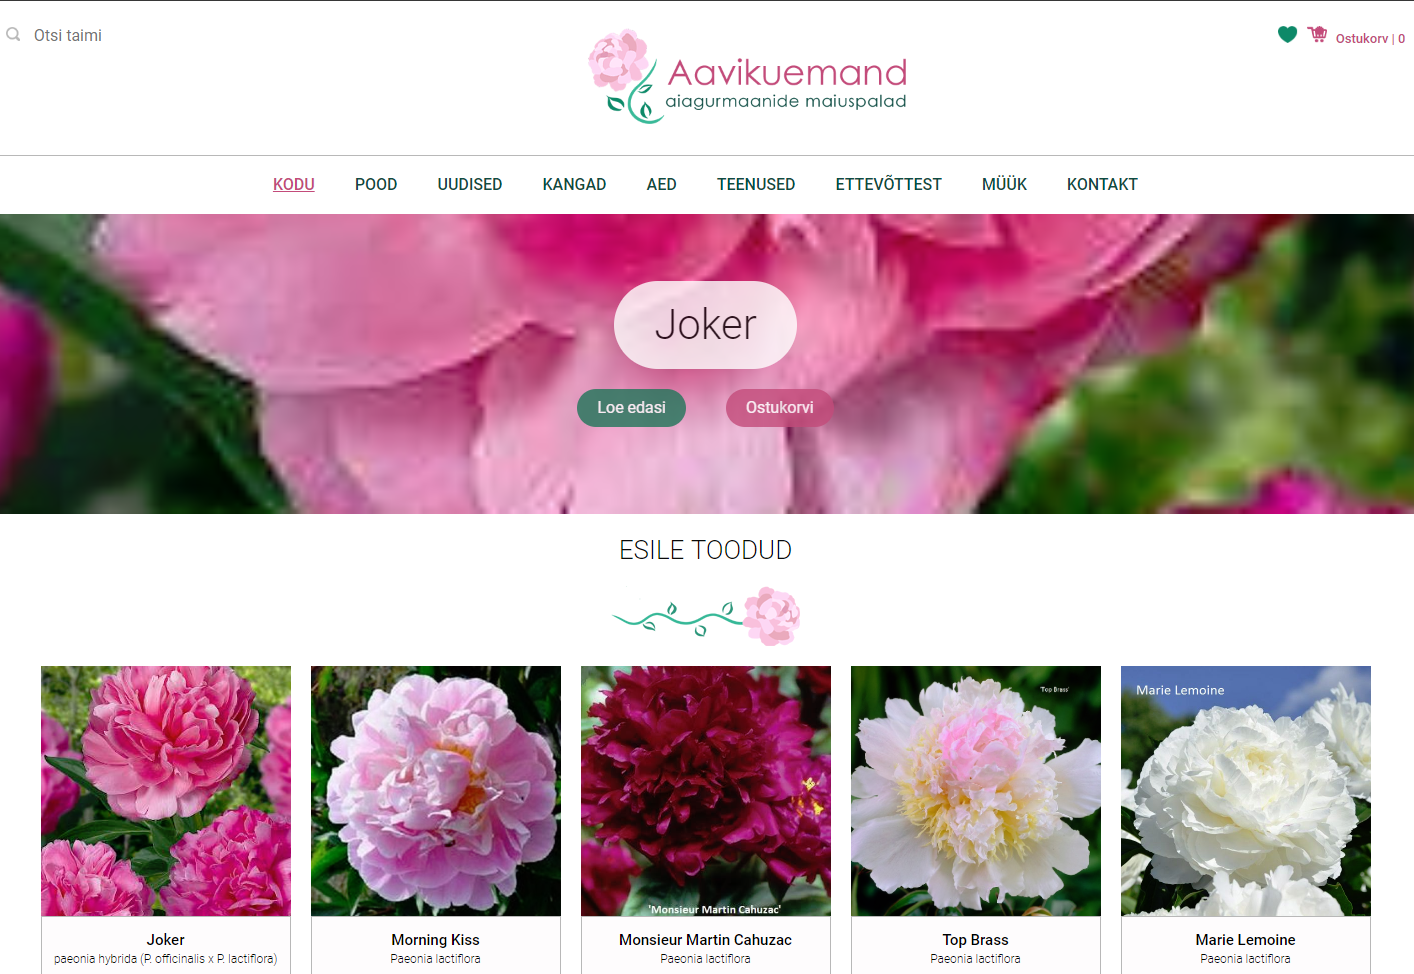 Otsi taimi
Aavikuemand
aiagurmaanide maiuspalad
Ostukorv | 0
KODU POOD UUDISED KANGAD AED TEENUSED ETTEVÕTTEST MÜÜK KONTAKT
Joker
Loe edasi Ostukorvi
ESILE TOODUD
'Top Brass'
Marie Lemoine
'Monsieur Martin Cahuzac'
Joker
paeonia hybrida (P. officinalis x P. lactiflora)
Morning Kiss
Paeonia lactiflora
Monsieur Martin Cahuzac
Paeonia lactiflora
Top Brass
Paeonia lactiflora
Marie Lemoine
Paeonia lactiflora